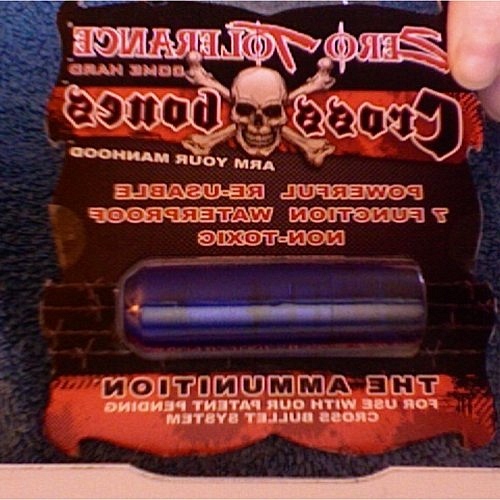 ZERO TOLERANCE
COME HARD
Cross bones
ARM YOUR MANHOOD
POWERFUL RE-USABLE
7 FUNCTION WATERPROOF
NON-TOXIC
THE AMMUNITION
FOR USE WITH OUR PATENT PENDING
CROSS BULLET SYSTEM